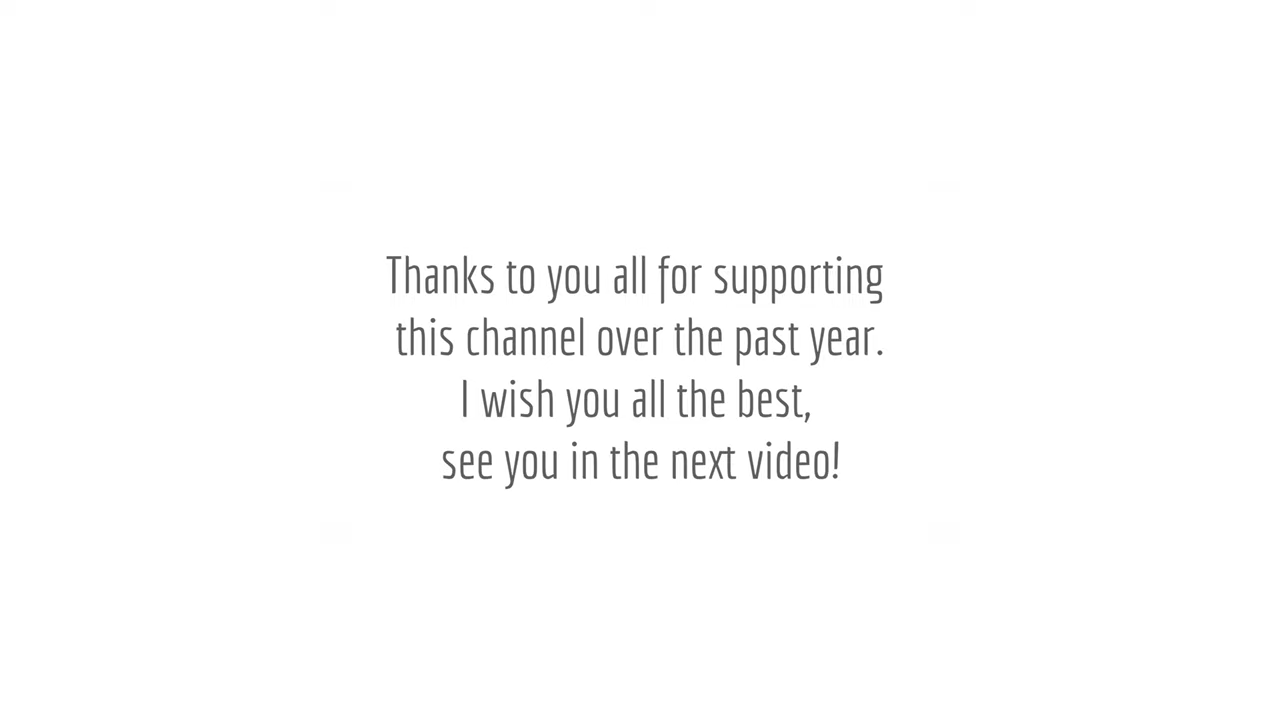 Thanks to you all for supporting
this channel over the past year.
I wish you all the best,
see you in the next video!